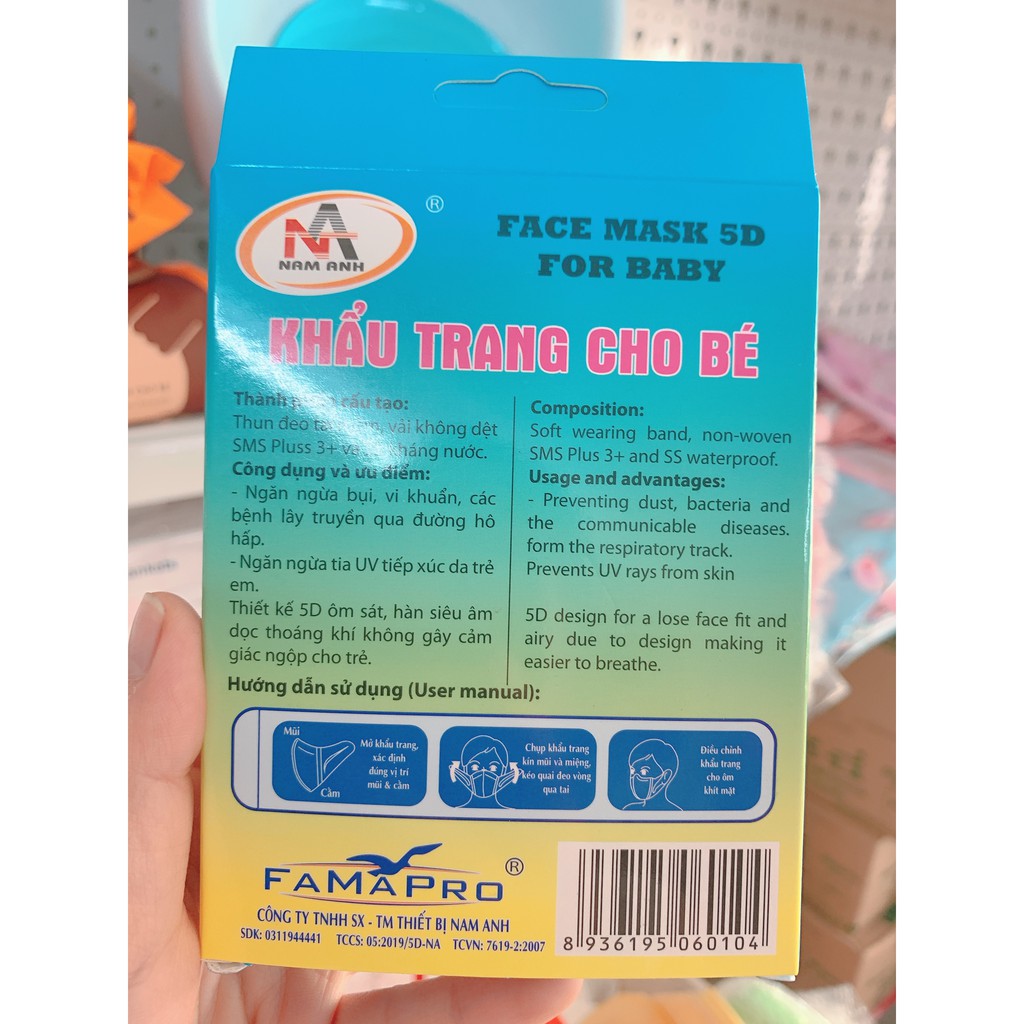 NA
NAM ANH
®
FACE MASK 5D
FOR BABY
KHẨU TRANG CHO BÉ
Thành cấu tạo:
Thun đeo vải không dệt
SMS Pluss 3+ kháng nước.
Công dụng và ưu điểm:
- Ngăn ngừa bụi, vi khuẩn, các
bệnh lây truyền qua đường hô
hấp.
- Ngăn ngừa tia UV tiếp xúc da trẻ
em.
Thiết kế 5D ôm sát, hàn siêu âm
dọc thoáng khí không gây cảm
giác ngộp cho trẻ.
Composition:
Soft wearing band, non-woven
SMS Plus 3+ and SS waterproof.
Usage and advantages:
- Preventing dust, bacteria and
the communicable diseases.
form the respiratory track.
Prevents UV rays from skin
5D design for a lose face fit and
airy due to design making it
easier to breathe.
Hướng dẫn sử dụng (User manual):
Mũi
Cằm
Mở khẩu trang,
xác định
đúng vị trí
mũi & cằm
Chụp khẩu trang
kín mũi và miệng,
kéo quai đeo vòng
qua tai
Điều chỉnh
khẩu trang
cho ôm
khít mặt
FAMAPRO ®
CÔNG TY TNHH SX - TM THIẾT BỊ NAM ANH
SDK: 0311944441 TCCS: 05:2019/5D-NA TCVN: 7619-2:2007
8 936195 060104